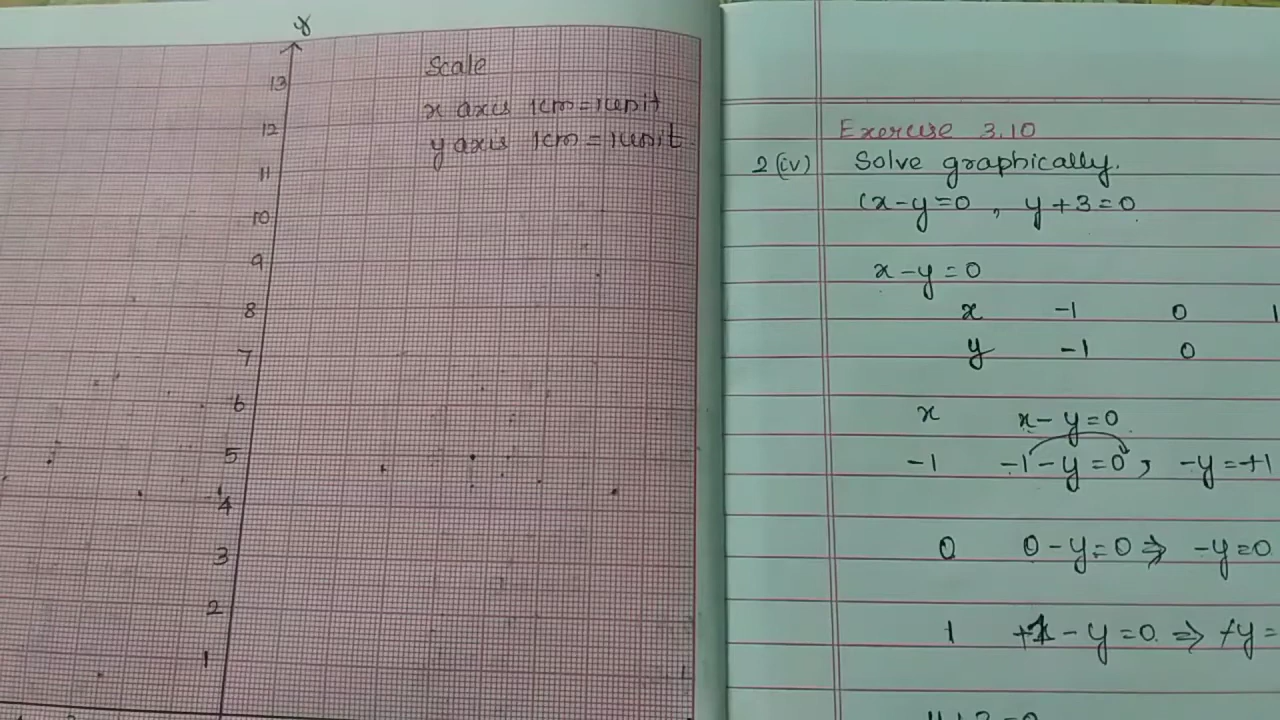 y
13
12
11
10
9
8
7
6
5
4
3
2
1
Scale
x axis 1cm=1unit
y axis 1cm=1unit
Exercise 3.10
2(iv) Solve graphically.
x-y=0, y+3=0
x-y=0
x -1 0 1
y -1 0
x x-y=0
-1 -1-y=0, -y=+1
0 0-y=0 ⇒ -y=0
1 -y=0. ⇒ +y=